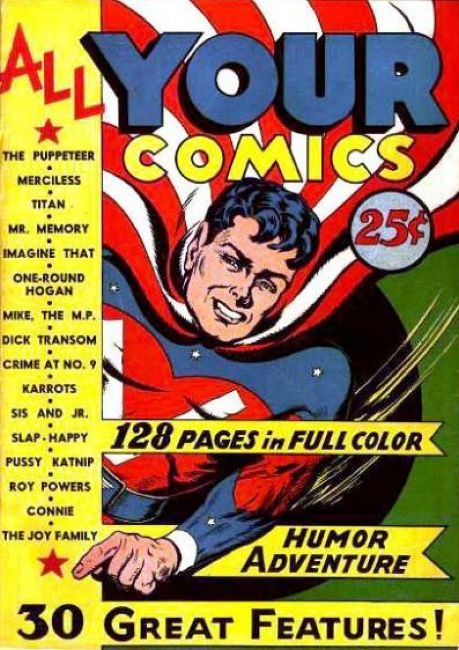 ALL
YOUR
COMICS
25¢
THE PUPPETEER
MERCILESS
TITAN
MR. MEMORY
IMAGINE THAT
ONE-ROUND
HOGAN
MIKE, THE M.P.
DICK TRANSOM
CRIME AT NO. 9
KARROTS
SIS AND JR.
SLAP-HAPPY
PUSSY KATNIP
ROY POWERS
CONNIE
THE JOY FAMILY
128 PAGES in FULL COLOR
HUMOR
ADVENTURE
30 GREAT FEATURES!